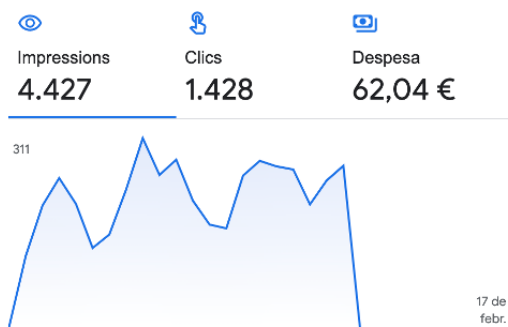 Impressions
Clics
Despesa
4.427
1.428
62,04 €
311
17 de
febr.